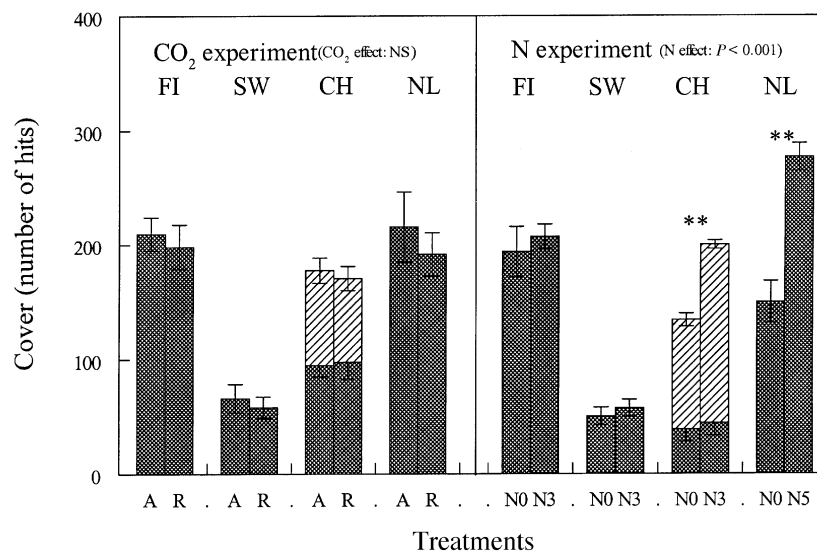 400
300
200
100
0
Cover (number of hits)
CO₂ experiment (CO₂ effect: NS)
FI SW CH NL
N experiment (N effect: P < 0.001)
FI SW CH NL
**
**
A R . A R . A R . A R . N0 N3 . N0 N3 . N0 N3 . N0 N5
Treatments